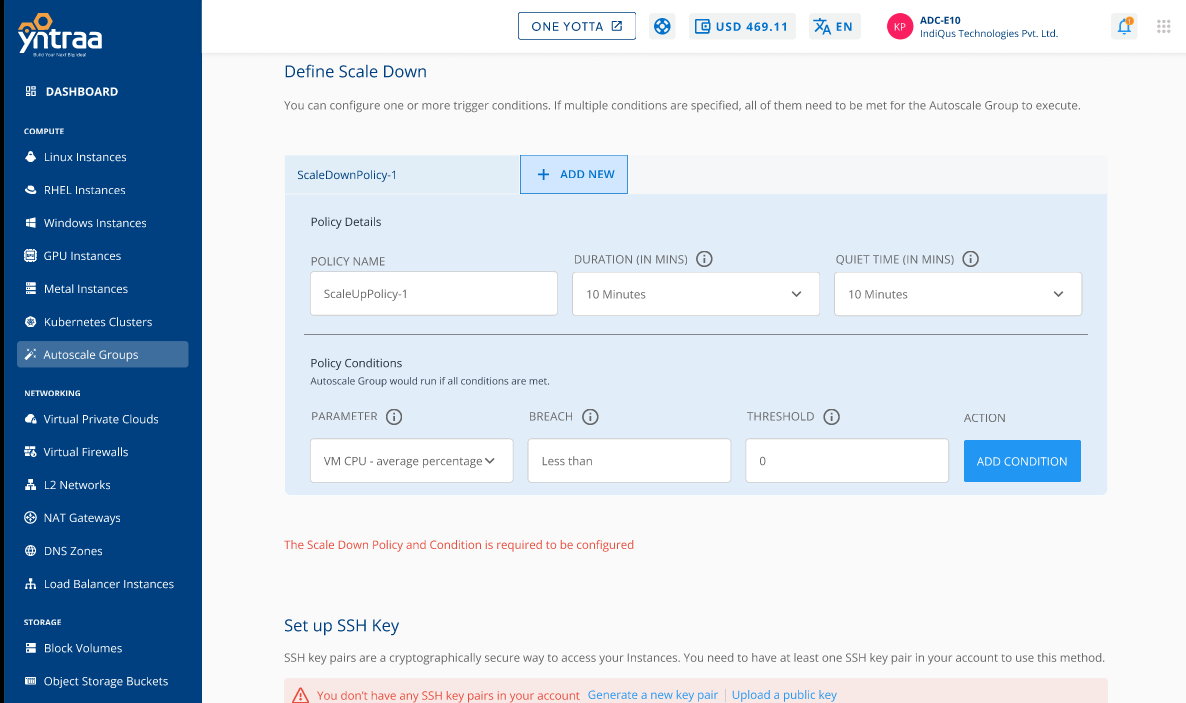 yntraa
Build Your Next Big Idea!
ONE YOTTA
USD 469.11
EN
KP
ADC-E10
IndiQus Technologies Pvt. Ltd.
DASHBOARD
COMPUTE
Linux Instances
RHEL Instances
Windows Instances
GPU Instances
Metal Instances
Kubernetes Clusters
Autoscale Groups
NETWORKING
Virtual Private Clouds
Virtual Firewalls
L2 Networks
NAT Gateways
DNS Zones
Load Balancer Instances
STORAGE
Block Volumes
Object Storage Buckets
Define Scale Down
You can configure one or more trigger conditions. If multiple conditions are specified, all of them need to be met for the Autoscale Group to execute.
ScaleDownPolicy-1
+ ADD NEW
Policy Details
POLICY NAME
DURATION (IN MINS)
QUIET TIME (IN MINS)
ScaleUpPolicy-1
10 Minutes
10 Minutes
Policy Conditions
Autoscale Group would run if all conditions are met.
PARAMETER
BREACH
THRESHOLD
ACTION
VM CPU - average percentage
Less than
0
ADD CONDITION
The Scale Down Policy and Condition is required to be configured
Set up SSH Key
SSH key pairs are a cryptographically secure way to access your Instances. You need to have at least one SSH key pair in your account to use this method.
You don't have any SSH key pairs in your account Generate a new key pair | Upload a public key